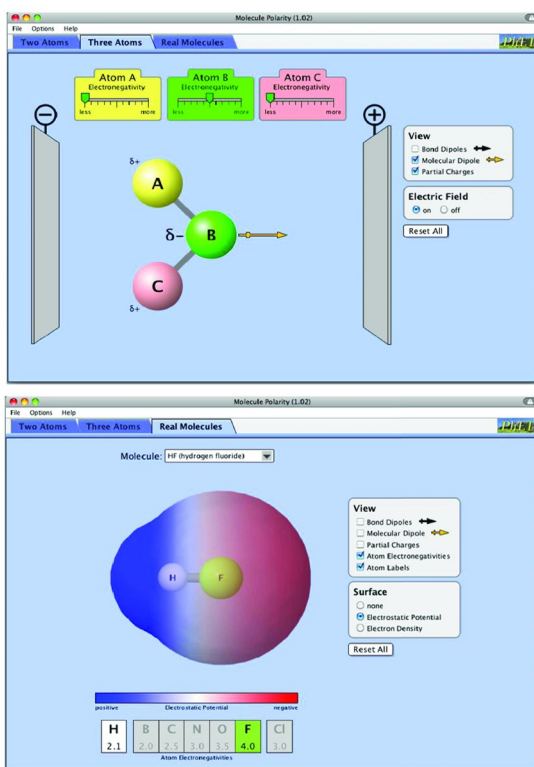 Molecule Polarity (1.02)
File Options Help
Two Atoms Three Atoms Real Molecules
Atom A Atom B Atom C
Electronegativity Electronegativity Electronegativity
less more less more less more
View
Bond Dipoles
Molecular Dipole
Partial Charges
Electric Field
on off
Reset All
δ+
A
δ− B
C
δ+
Molecule Polarity (1.02)
File Options Help
Two Atoms Three Atoms Real Molecules
Molecule: HF (hydrogen fluoride)
View
Bond Dipoles
Molecular Dipole
Partial Charges
Atom Electronegativities
Atom Labels
H F
Surface
none
Electrostatic Potential
Electron Density
Reset All
positive Electrostatic Potential negative
H B C N O F Cl
2.1 2.0 2.5 3.0 3.5 4.0 3.0
Atom Electronegativities